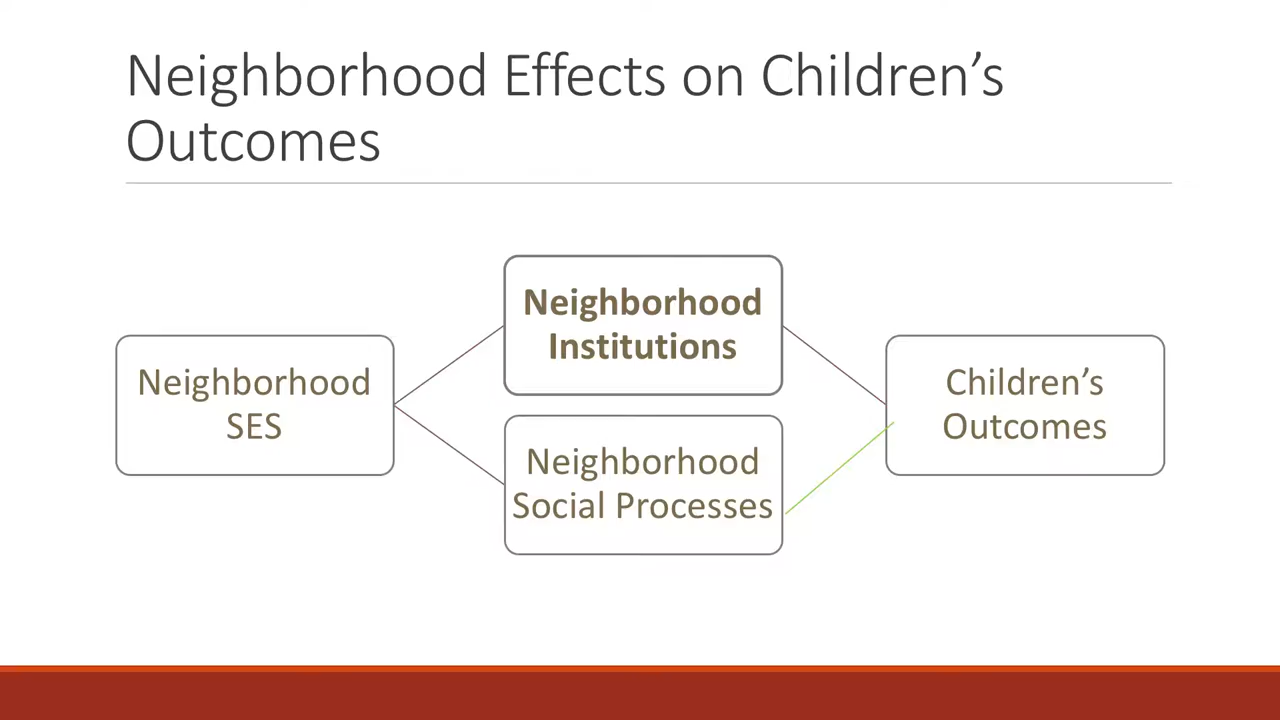 Neighborhood Effects on Children’s
Outcomes
Neighborhood
SES
Neighborhood
Institutions
Neighborhood
Social Processes
Children’s
Outcomes